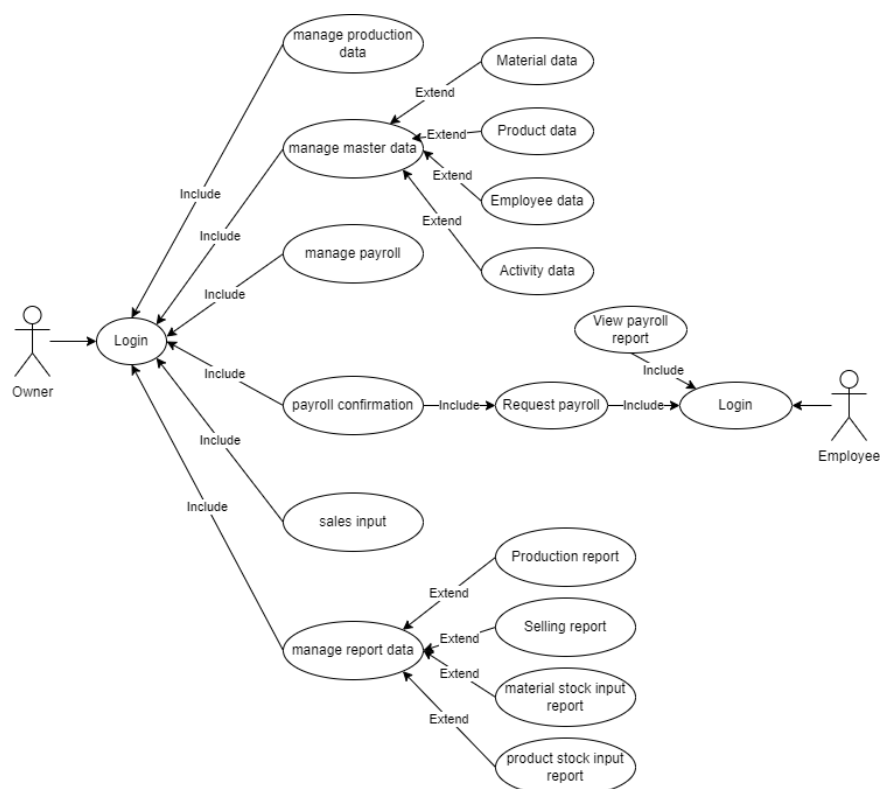 manage production
data
Material data
Extend
Product data
Extend
manage master data
Extend
Include
Employee data
Extend
Include
manage payroll
Activity data
Include
View payroll
report
Login
Include
Owner
Include
payroll confirmation
Include
Request payroll
Include
Login
Employee
Include
Include
sales input
Production report
Extend
Selling report
Extend
manage report data
Extend
material stock input
report
Extend
product stock input
report